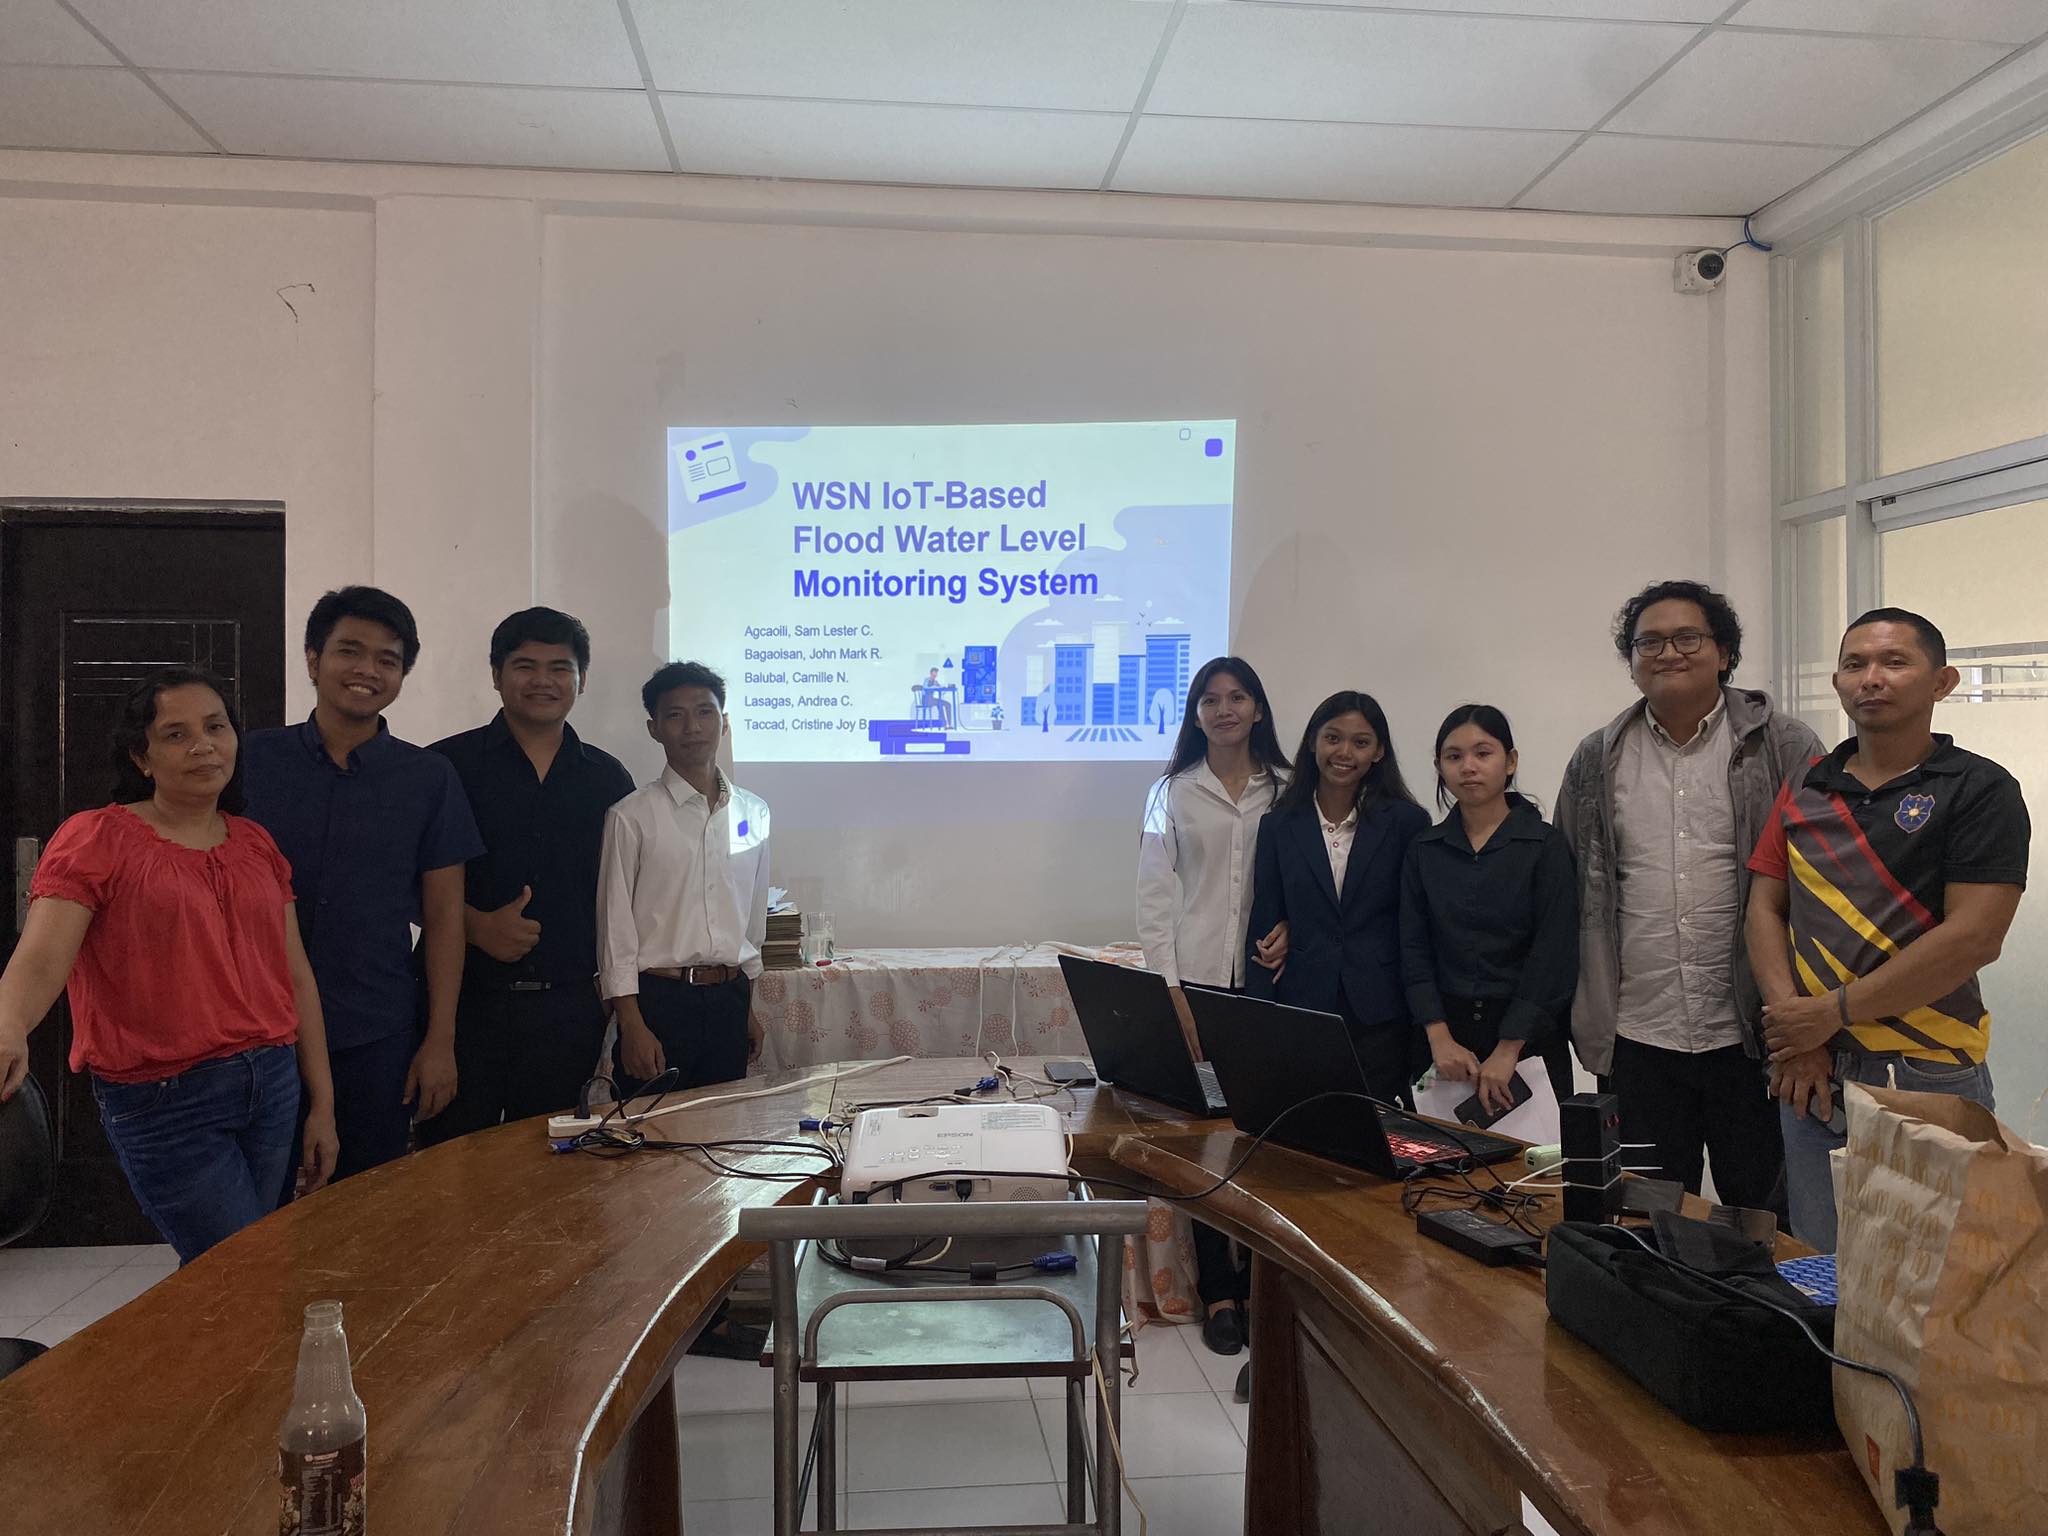 WSN IoT-Based
Flood Water Level
Monitoring System
Agcaoili, Sam Lester C.
Bagaoisan, John Mark R.
Balubal, Camille N.
Lasagas, Andrea C.
Taccad, Cristine Joy B.
EPSON